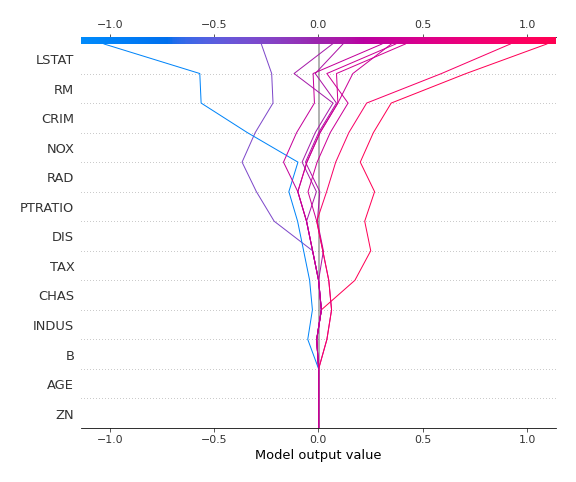 −1.0 −0.5 0.0 0.5 1.0
LSTAT
RM
CRIM
NOX
RAD
PTRATIO
DIS
TAX
CHAS
INDUS
B
AGE
ZN
−1.0 −0.5 0.0 0.5 1.0
Model output value